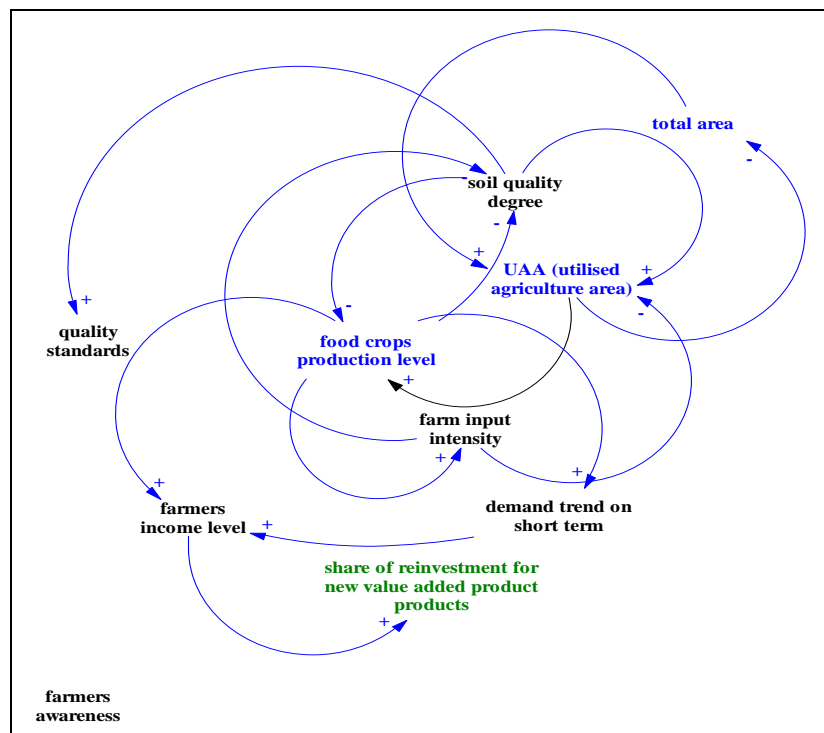 total area
-
-
soil quality
degree
-
+
UAA (utilised
agriculture area)
+
-
+
quality
standards
-
food crops
production level
+
farm input
intensity
+
+
farmers
income level
+
demand trend on
short term
+
+
share of reinvestment for
new value added product
products
+
farmers
awareness